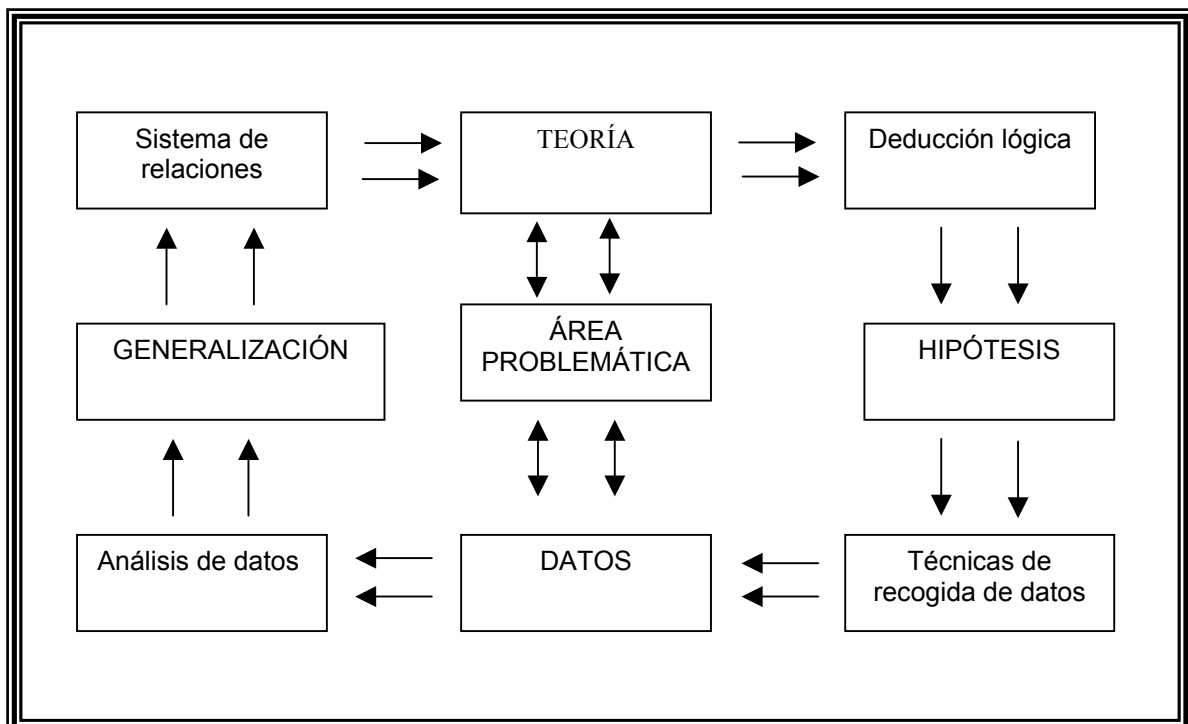 Sistema de
relaciones
TEORÍA
Deducción lógica
GENERALIZACIÓN
ÁREA
PROBLEMÁTICA
HIPÓTESIS
Análisis de datos
DATOS
Técnicas de
recogida de datos